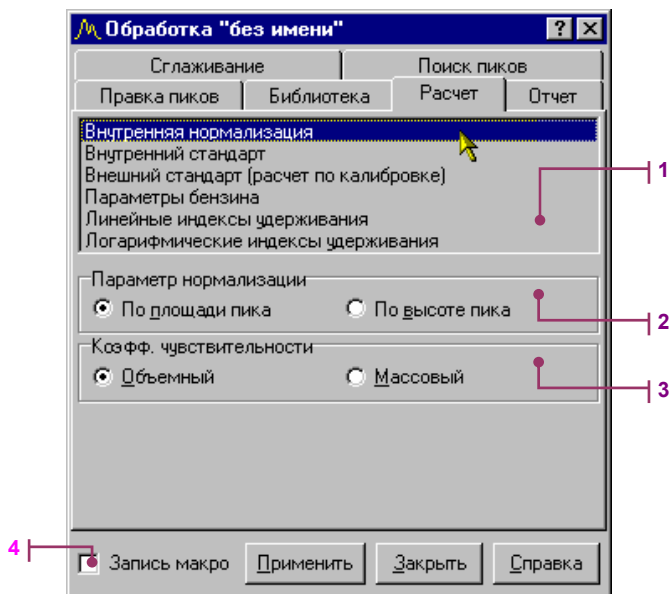 Обработка "без имени"
Сглаживание Поиск пиков
Правка пиков Библиотека Расчет Отчет
Внутренняя нормализация
Внутренний стандарт
Внешний стандарт (расчет по калибровке)
Параметры бензина
Линейные индексы удерживания
Логарифмические индексы удерживания
1
Параметр нормализации
По площади пика По высоте пика
2
Коэфф. чувствительности
Объемный Массовый
3
4
Запись макро Применить Закрыть Справка